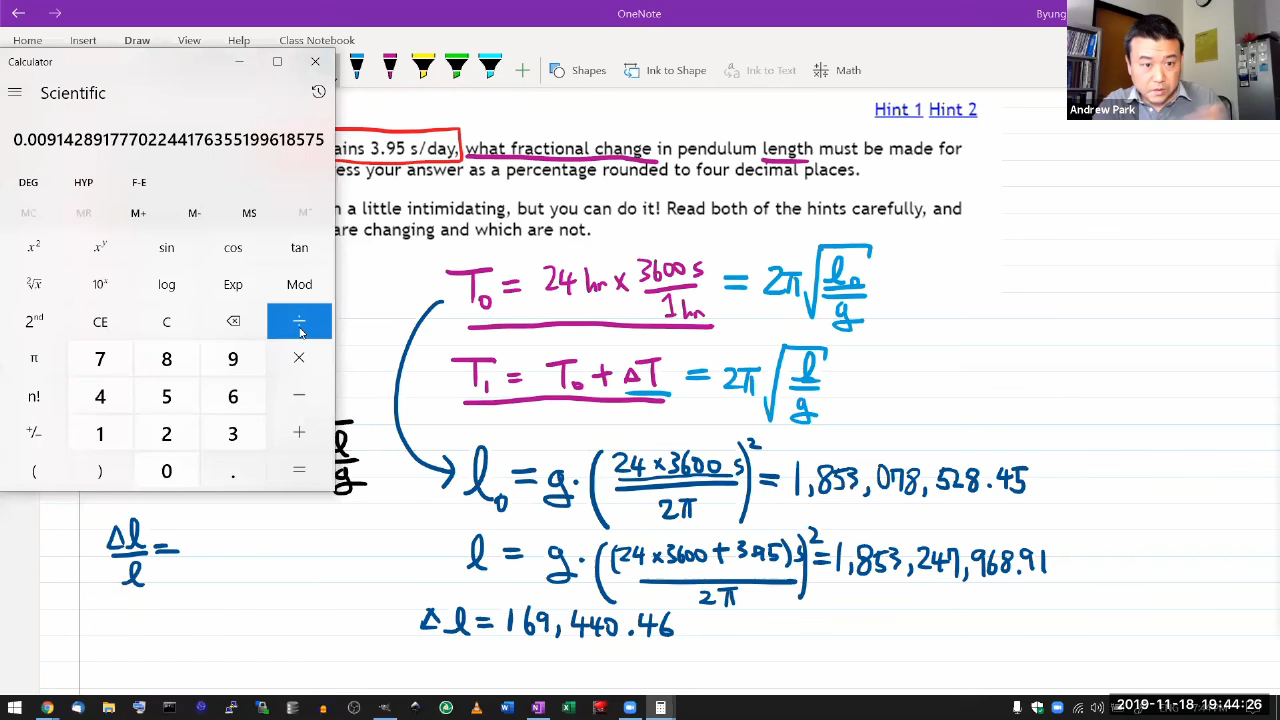 OneNote
Byung
Home Insert Draw View Help Class Notebook
Shapes Ink to Shape Ink to Text Math
Calculator
Scientific
0.0091428917770224417635519961857​5
DEG HYP F-E
MC MR M+ M- MS M
x² xʸ sin cos tan
10ˣ log Exp Mod
2ⁿᵈ CE C ÷
π 7 8 9 ×
n! 4 5 6 −
+/− 1 2 3 +
( ) 0 . =
Andrew Park
Hint 1 Hint 2
ains 3.95 s/day, what fractional change in pendulum length must be made for
ess your answer as a percentage rounded to four decimal places.
n a little intimidating, but you can do it! Read both of the hints carefully, and
are changing and which are not.
T₀ = 24 hr × 3600 s / 1 hr = 2π √(l₀/g)
T₁ = T₀ + ΔT = 2π √(l/g)
l₀ = g · (24 × 3600 s / 2π)² = 1,853,078,528.45
l/g
Δl/l =
l = g · ((24 × 3600 + 3.95) s / 2π)² = 1,853,247,968.91
Δl = 169,440.46
2019-11-18 19:44:26